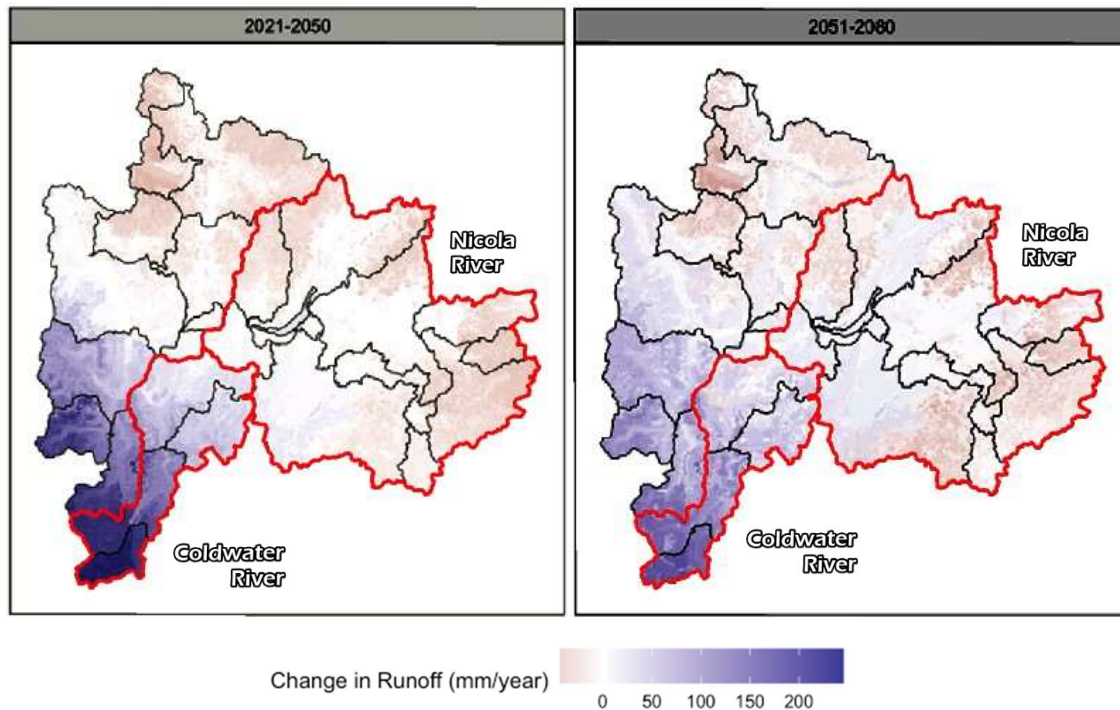 2021-2050
2051-2080
Nicola
River
Nicola
River
Coldwater
River
Coldwater
River
Change in Runoff (mm/year)
0 50 100 150 200